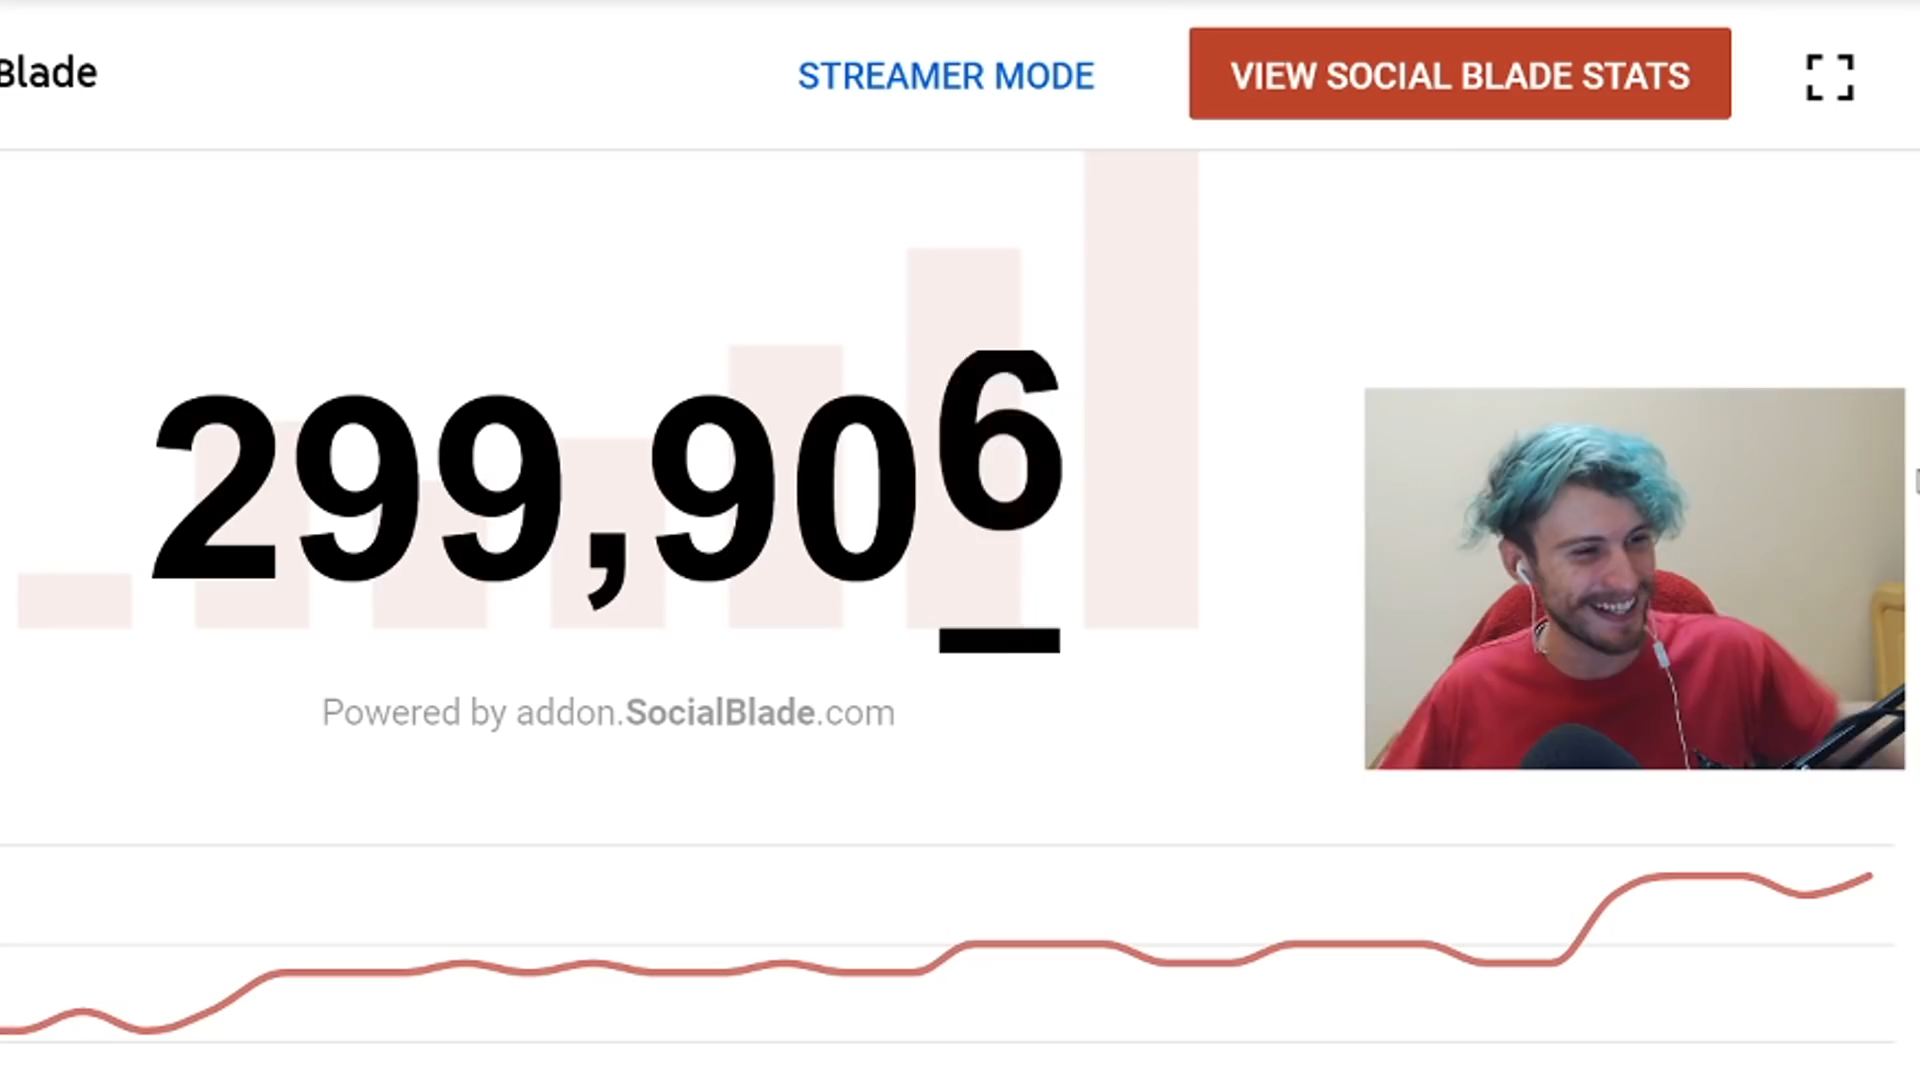 Blade
STREAMER MODE
VIEW SOCIAL BLADE STATS
299,906
Powered by addon.SocialBlade.com